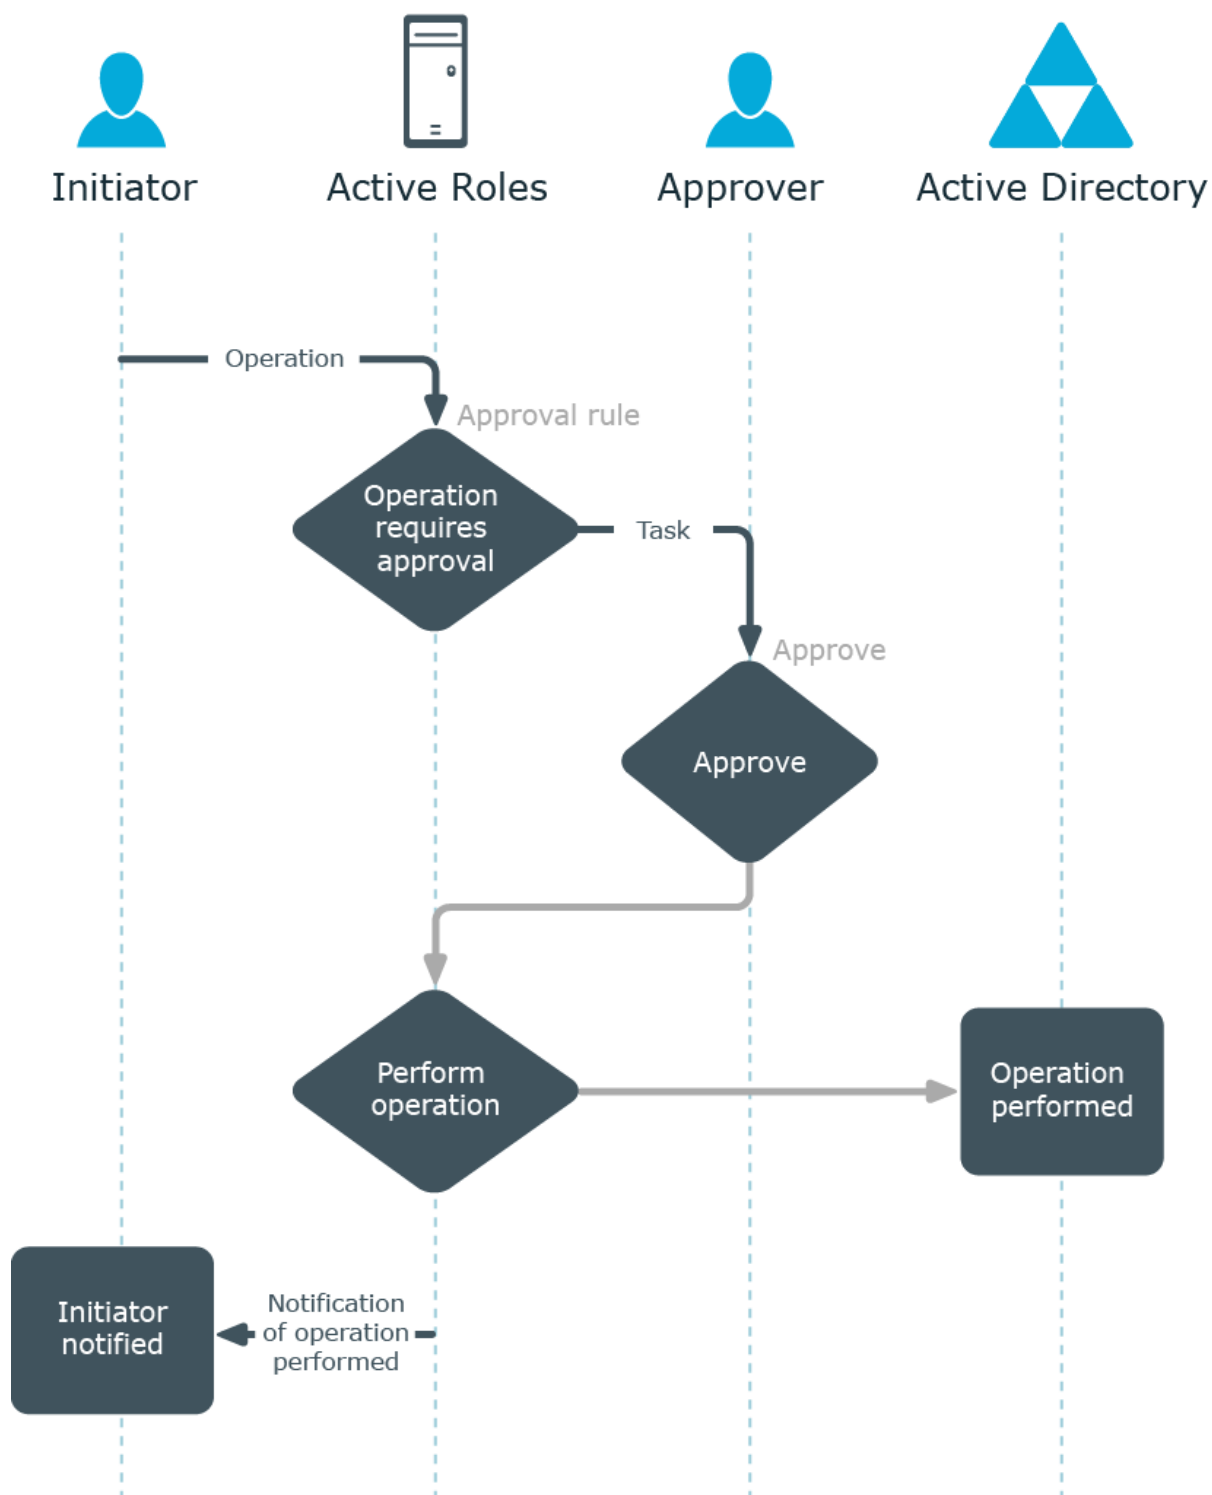 Initiator
Active Roles
Approver
Active Directory
Operation
Approval rule
Operation
requires
approval
Task
Approve
Approve
Perform
operation
Operation
performed
Initiator
notified
Notification
of operation
performed